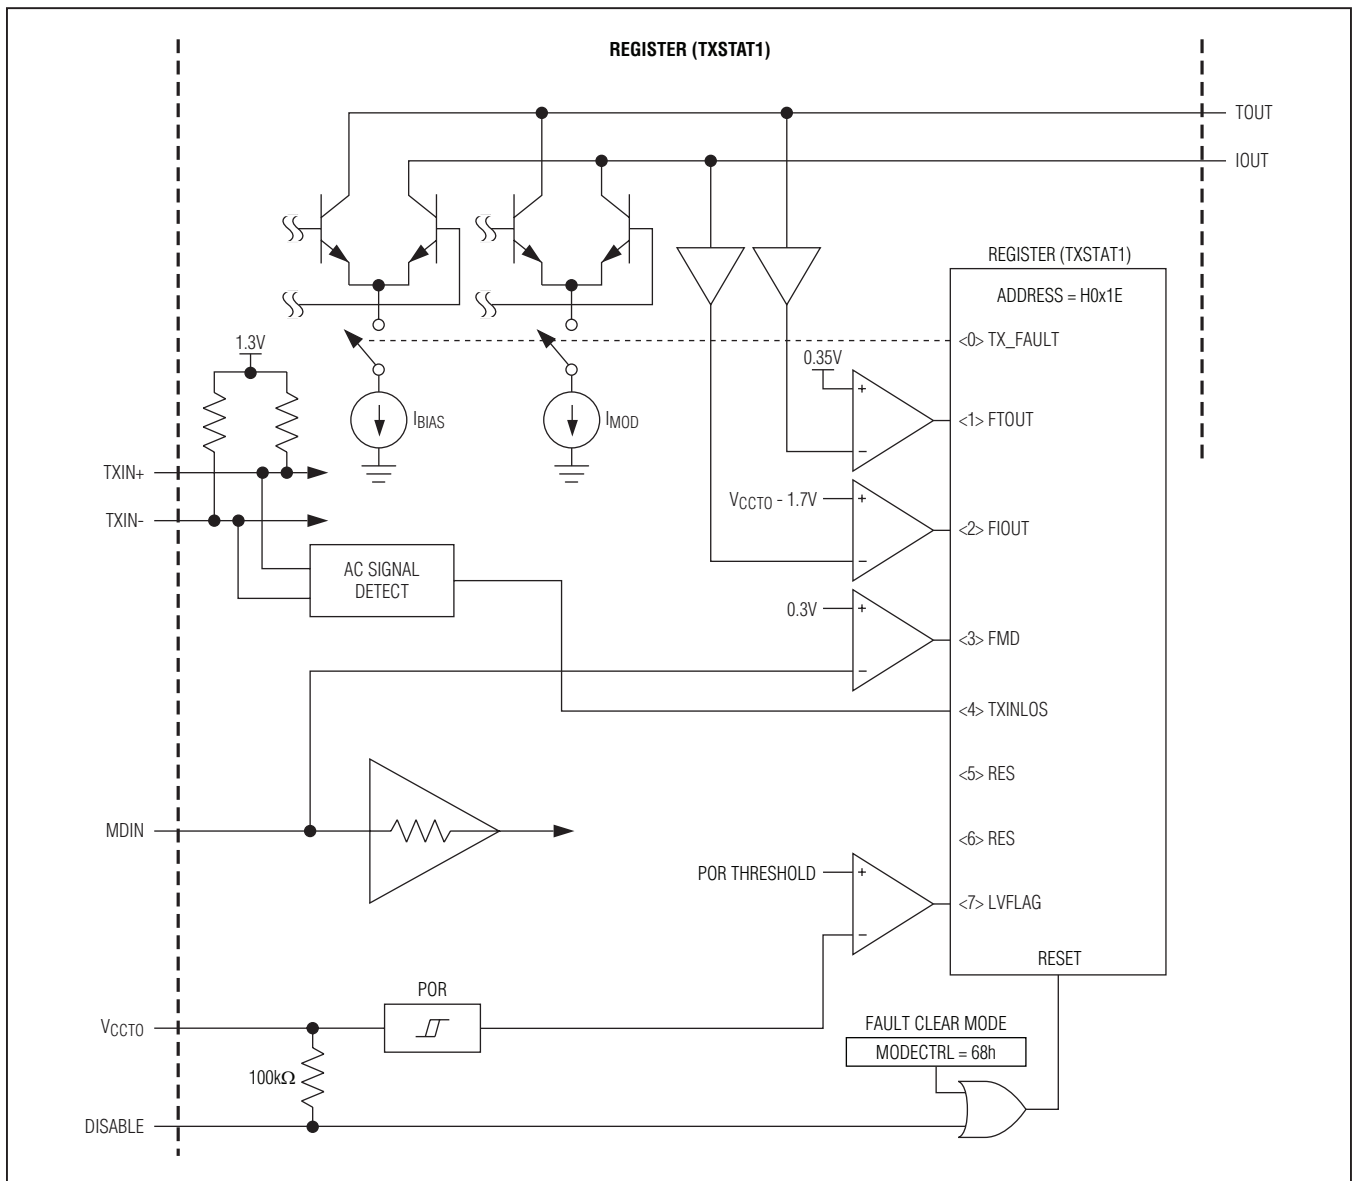 REGISTER (TXSTAT1)
TOUT
IOUT
REGISTER (TXSTAT1)
ADDRESS = H0x1E
<0> TX_FAULT
1.3V
0.35V
+
IBIAS
IMOD
<1> FTOUT
−
TXIN+
VCCTO - 1.7V
+
TXIN-
<2> FIOUT
−
AC SIGNAL
DETECT
0.3V
+
<3> FMD
−
<4> TXINLOS
<5> RES
MDIN
<6> RES
POR THRESHOLD
+
<7> LVFLAG
−
RESET
POR
VCCTO
FAULT CLEAR MODE
MODECTRL = 68h
100kΩ
DISABLE